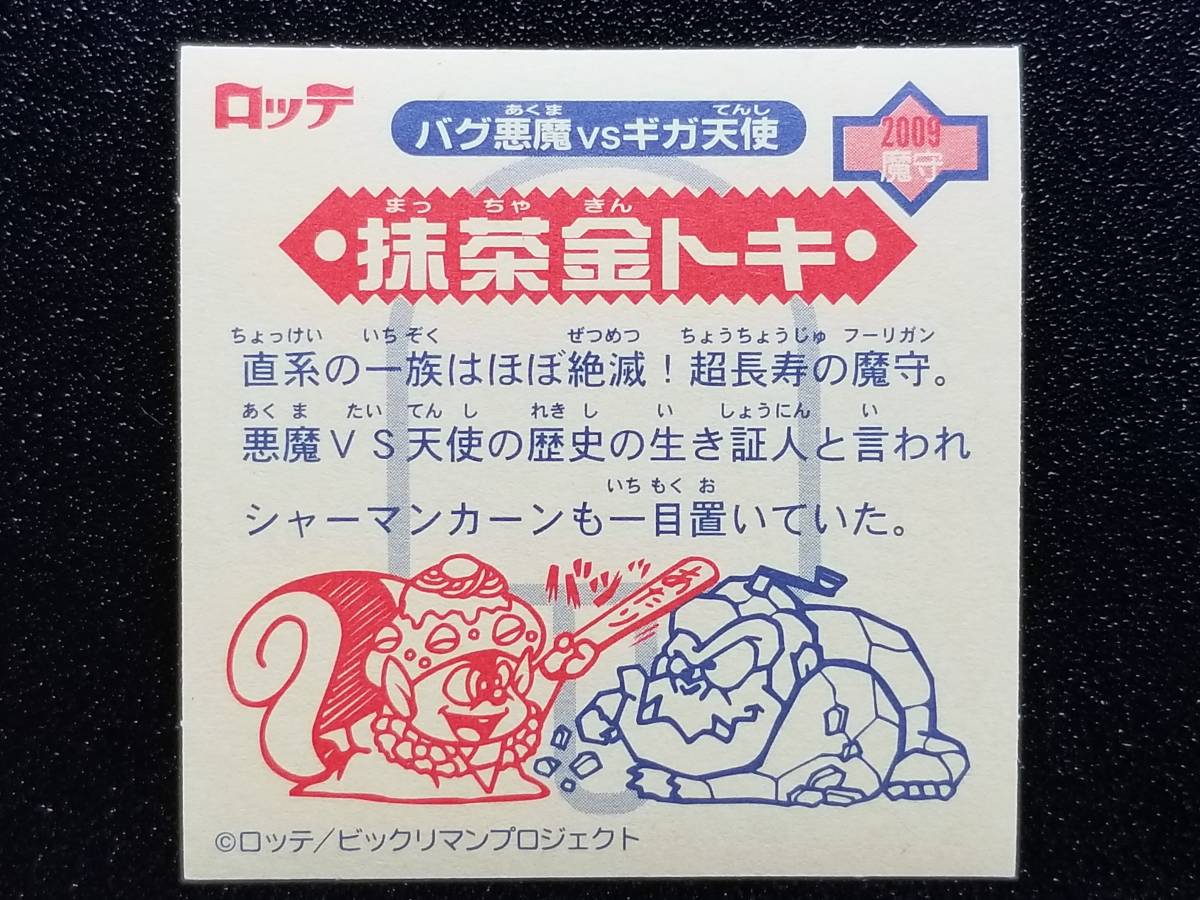 ロッテ
あくま てんし
バグ悪魔vsギガ天使
2009
魔守
まっ ちゃ きん
抹茶金トキ
ちょっけい いち ぞく ぜつめつ ちょうちょうじゅ フーリガン
直系の一族はほぼ絶滅！超長寿の魔守。
あく ま たい てん し れき し い しょうにん い
悪魔ＶＳ天使の歴史の生き証人と言われ
いち もく お
シャーマンカーンも一目置いていた。
バッ
あたり
©ロッテ/ビックリマンプロジェクト